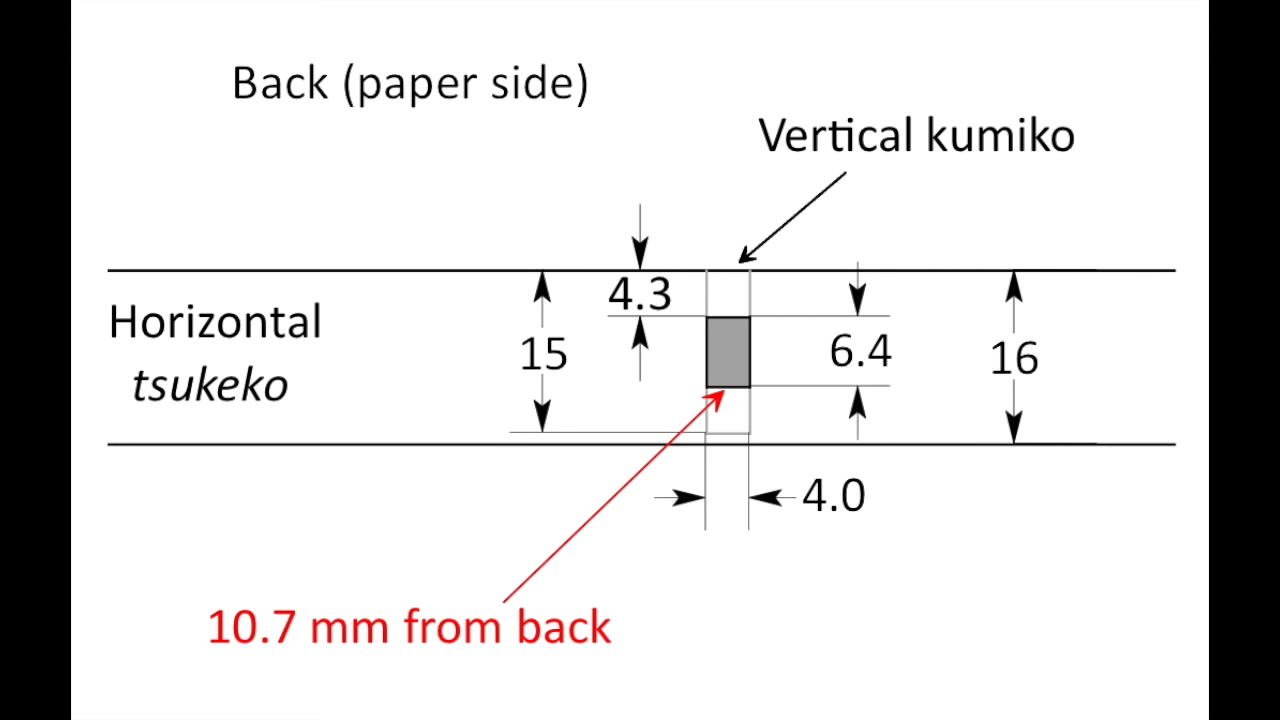 Back (paper side)
Vertical kumiko
4.3
Horizontal
tsukeko
15
6.4
16
4.0
10.7 mm from back